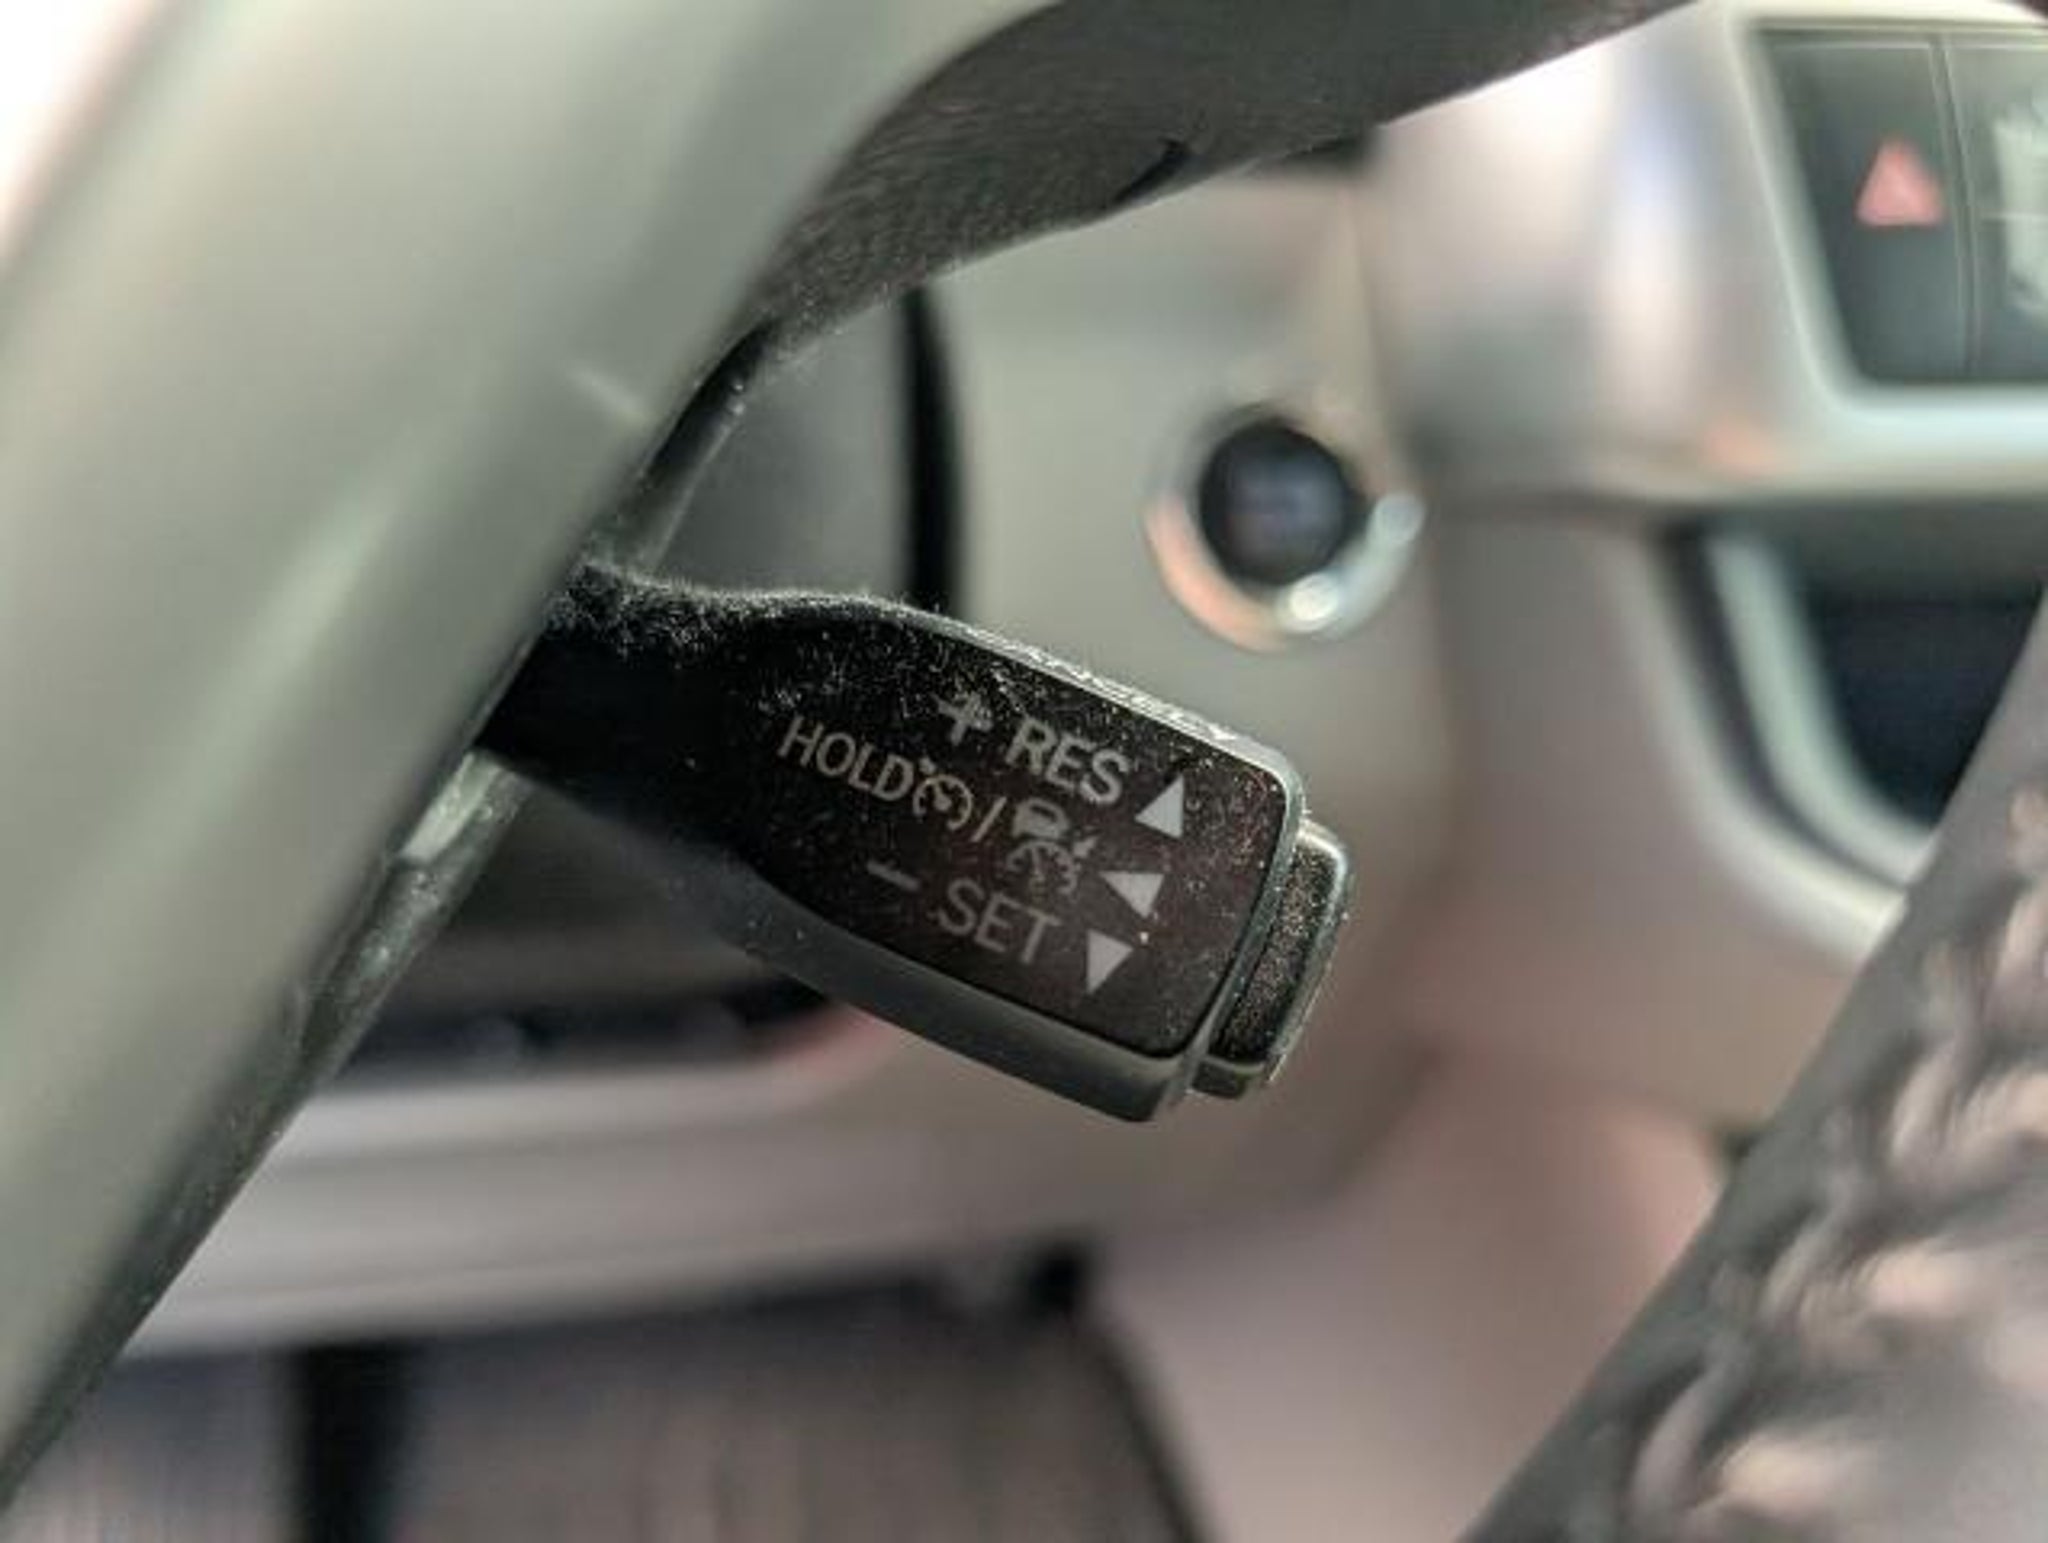 + RES ▲
HOLD / ◀
− SET ▼